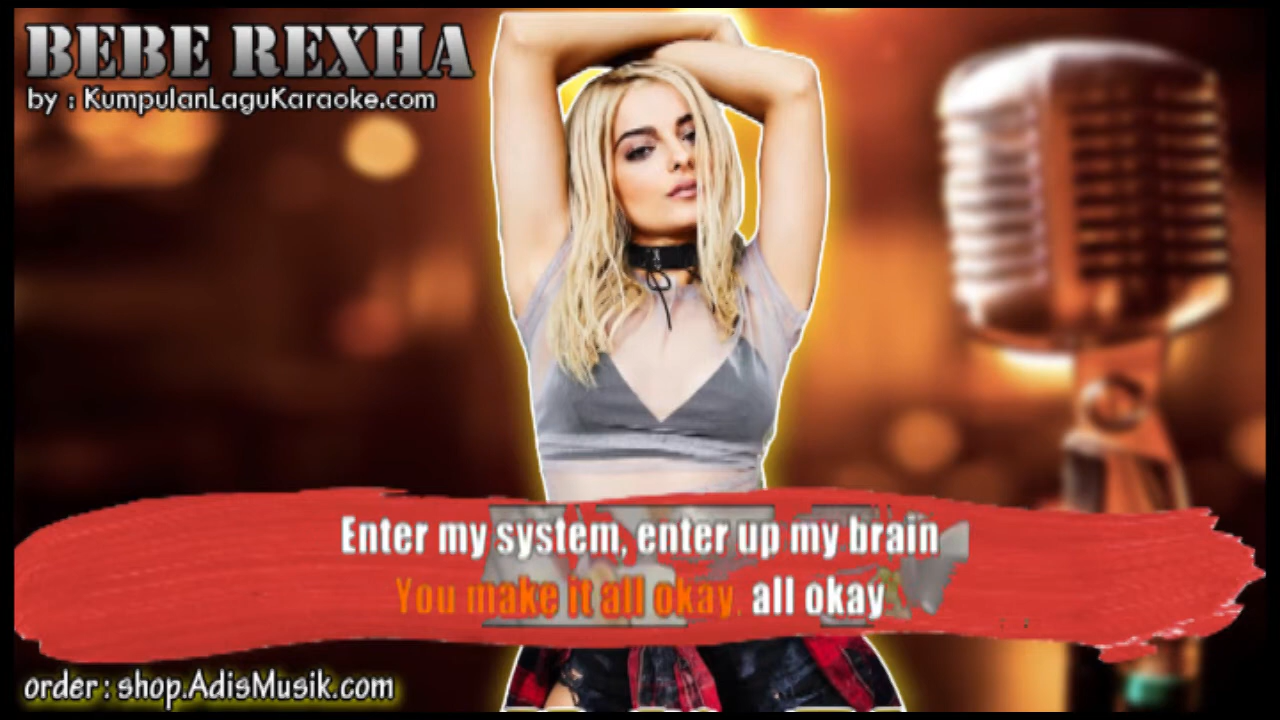 BEBE REXHA
by : KumpulanLaguKaraoke.com
Enter my system, enter up my brain
You make it all okay, all okay
order : shop.AdisMusik.com